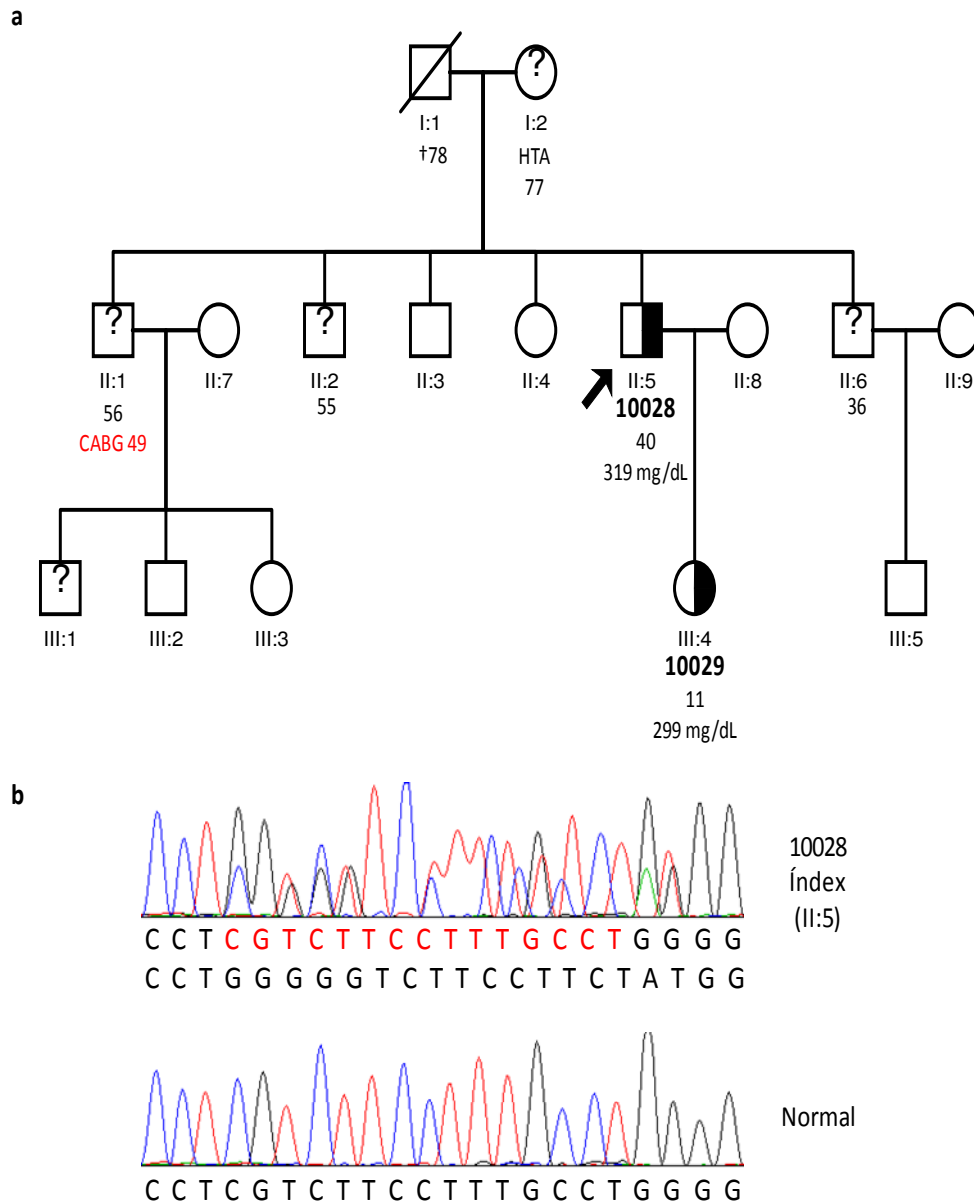 a
?
I:1 I:2
†78 HTA
77
? ? ?
II:1 II:7 II:2 II:3 II:4 II:5 II:8 II:6 II:9
56 55 10028 36
CABG 49 40
319 mg/dL
?
III:1 III:2 III:3 III:4 III:5
10029
11
299 mg/dL
b
10028
Índex
(II:5)
C C T C G T C T T C C T T T G C C T G G G G
C C T G G G G G T C T T C C T T C T A T G G
Normal
C C T C G T C T T C C T T T G C C T G G G G